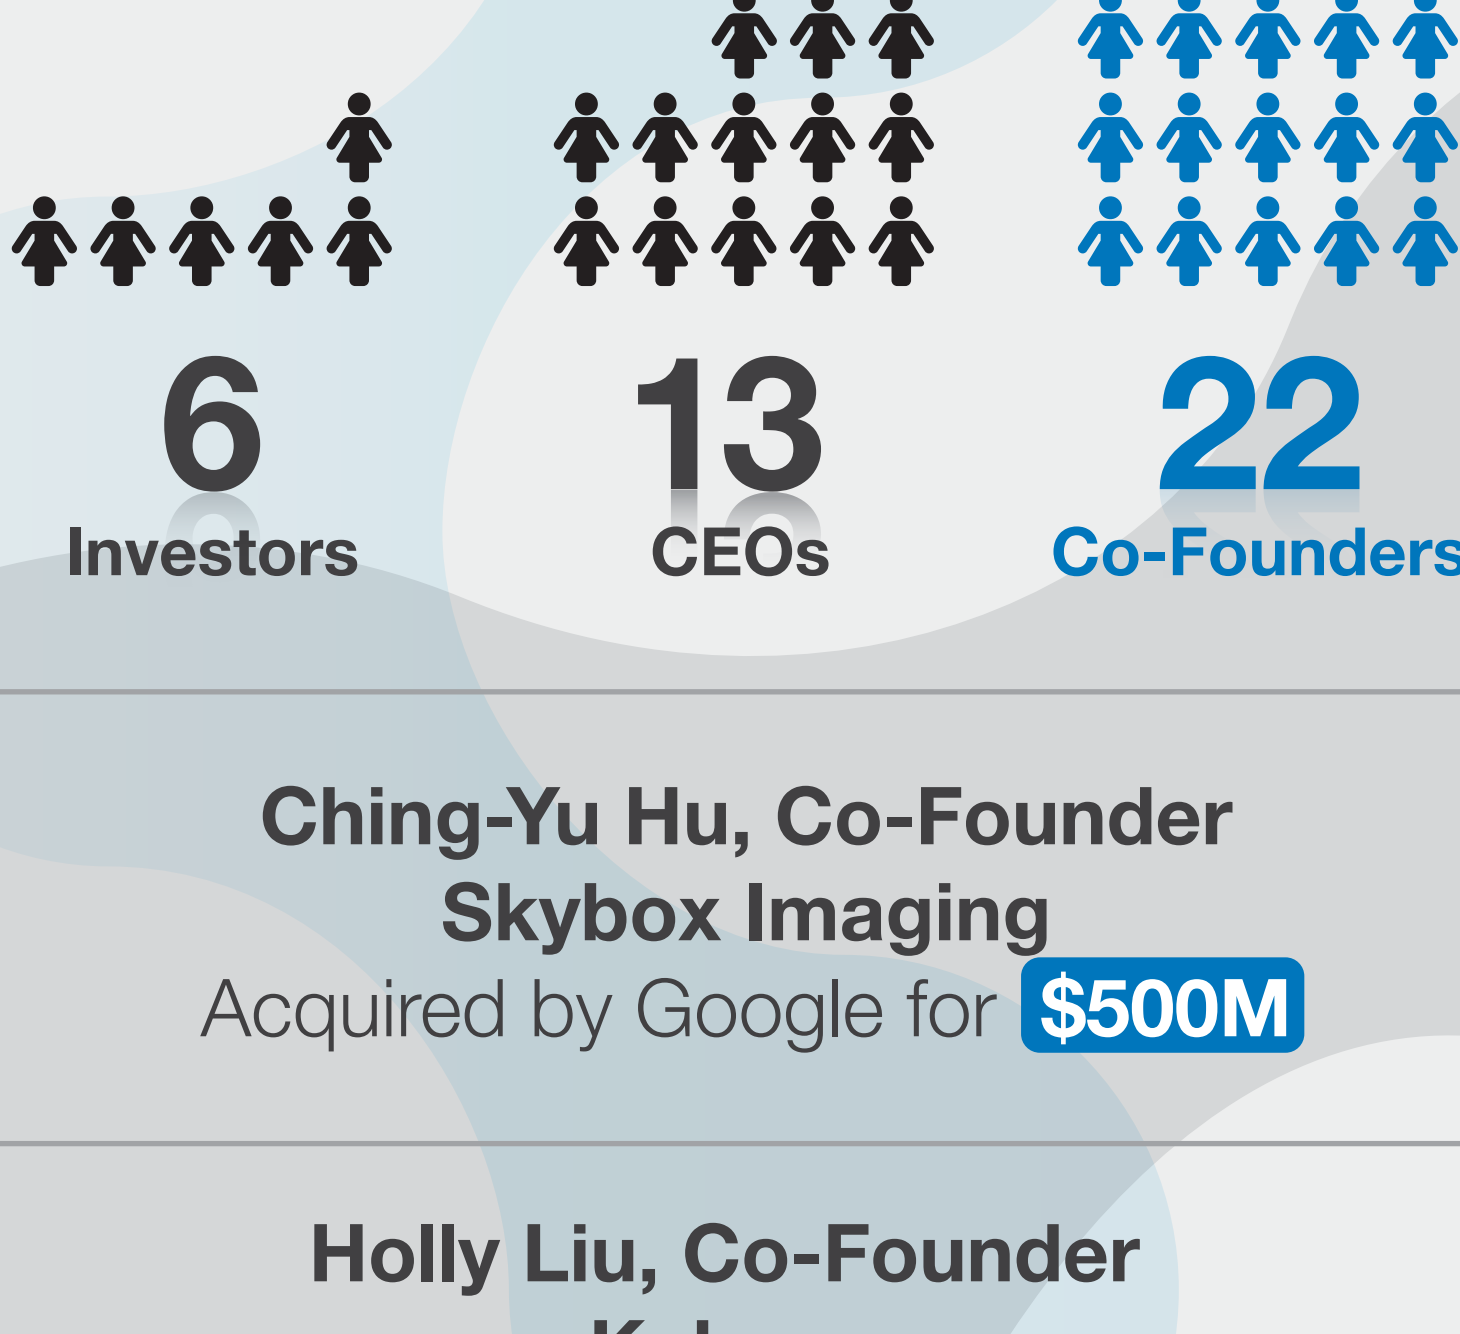 6
13
22
Investors
CEOs
Co-Founders
Ching-Yu Hu, Co-Founder
Skybox Imaging
Acquired by Google for $500M
Holly Liu, Co-Founder